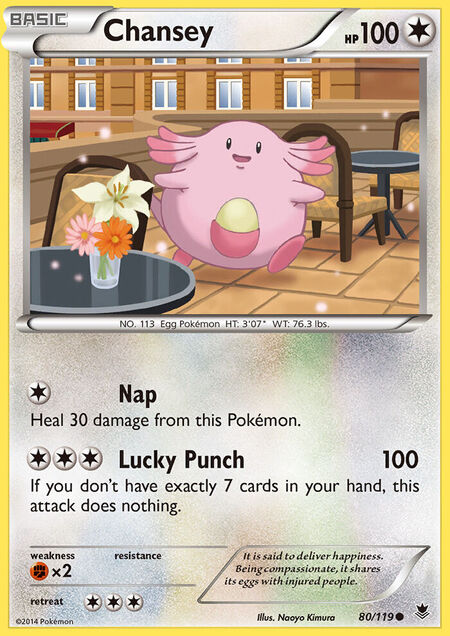 BASIC
Chansey
HP100
NO. 113 Egg Pokémon HT: 3'07" WT: 76.3 lbs.
Nap
Heal 30 damage from this Pokémon.
Lucky Punch 100
If you don't have exactly 7 cards in your hand, this
attack does nothing.
weakness resistance
×2
It is said to deliver happiness.
Being compassionate, it shares
its eggs with injured people.
retreat
©2014 Pokémon
Illus. Naoyo Kimura
80/119